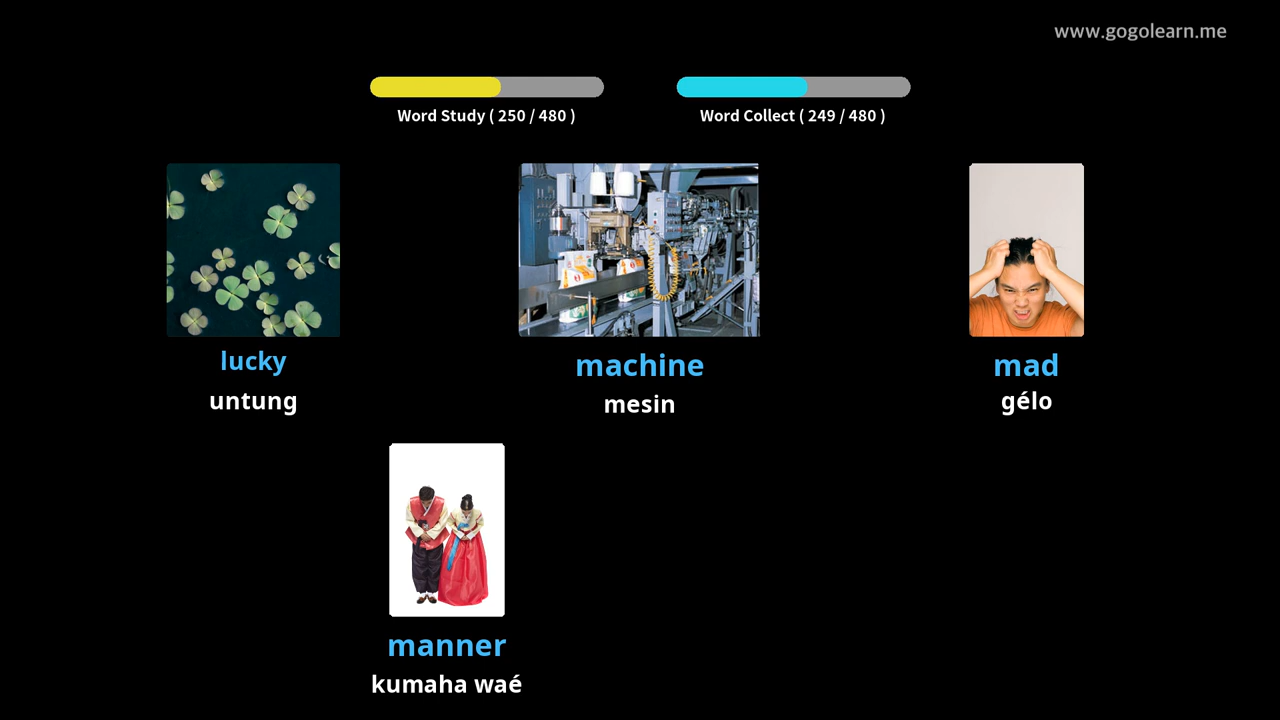 www.gogolearn.me
Word Study ( 250 / 480 )
Word Collect ( 249 / 480 )
lucky
untung
machine
mesin
mad
gélo
manner
kumaha waé